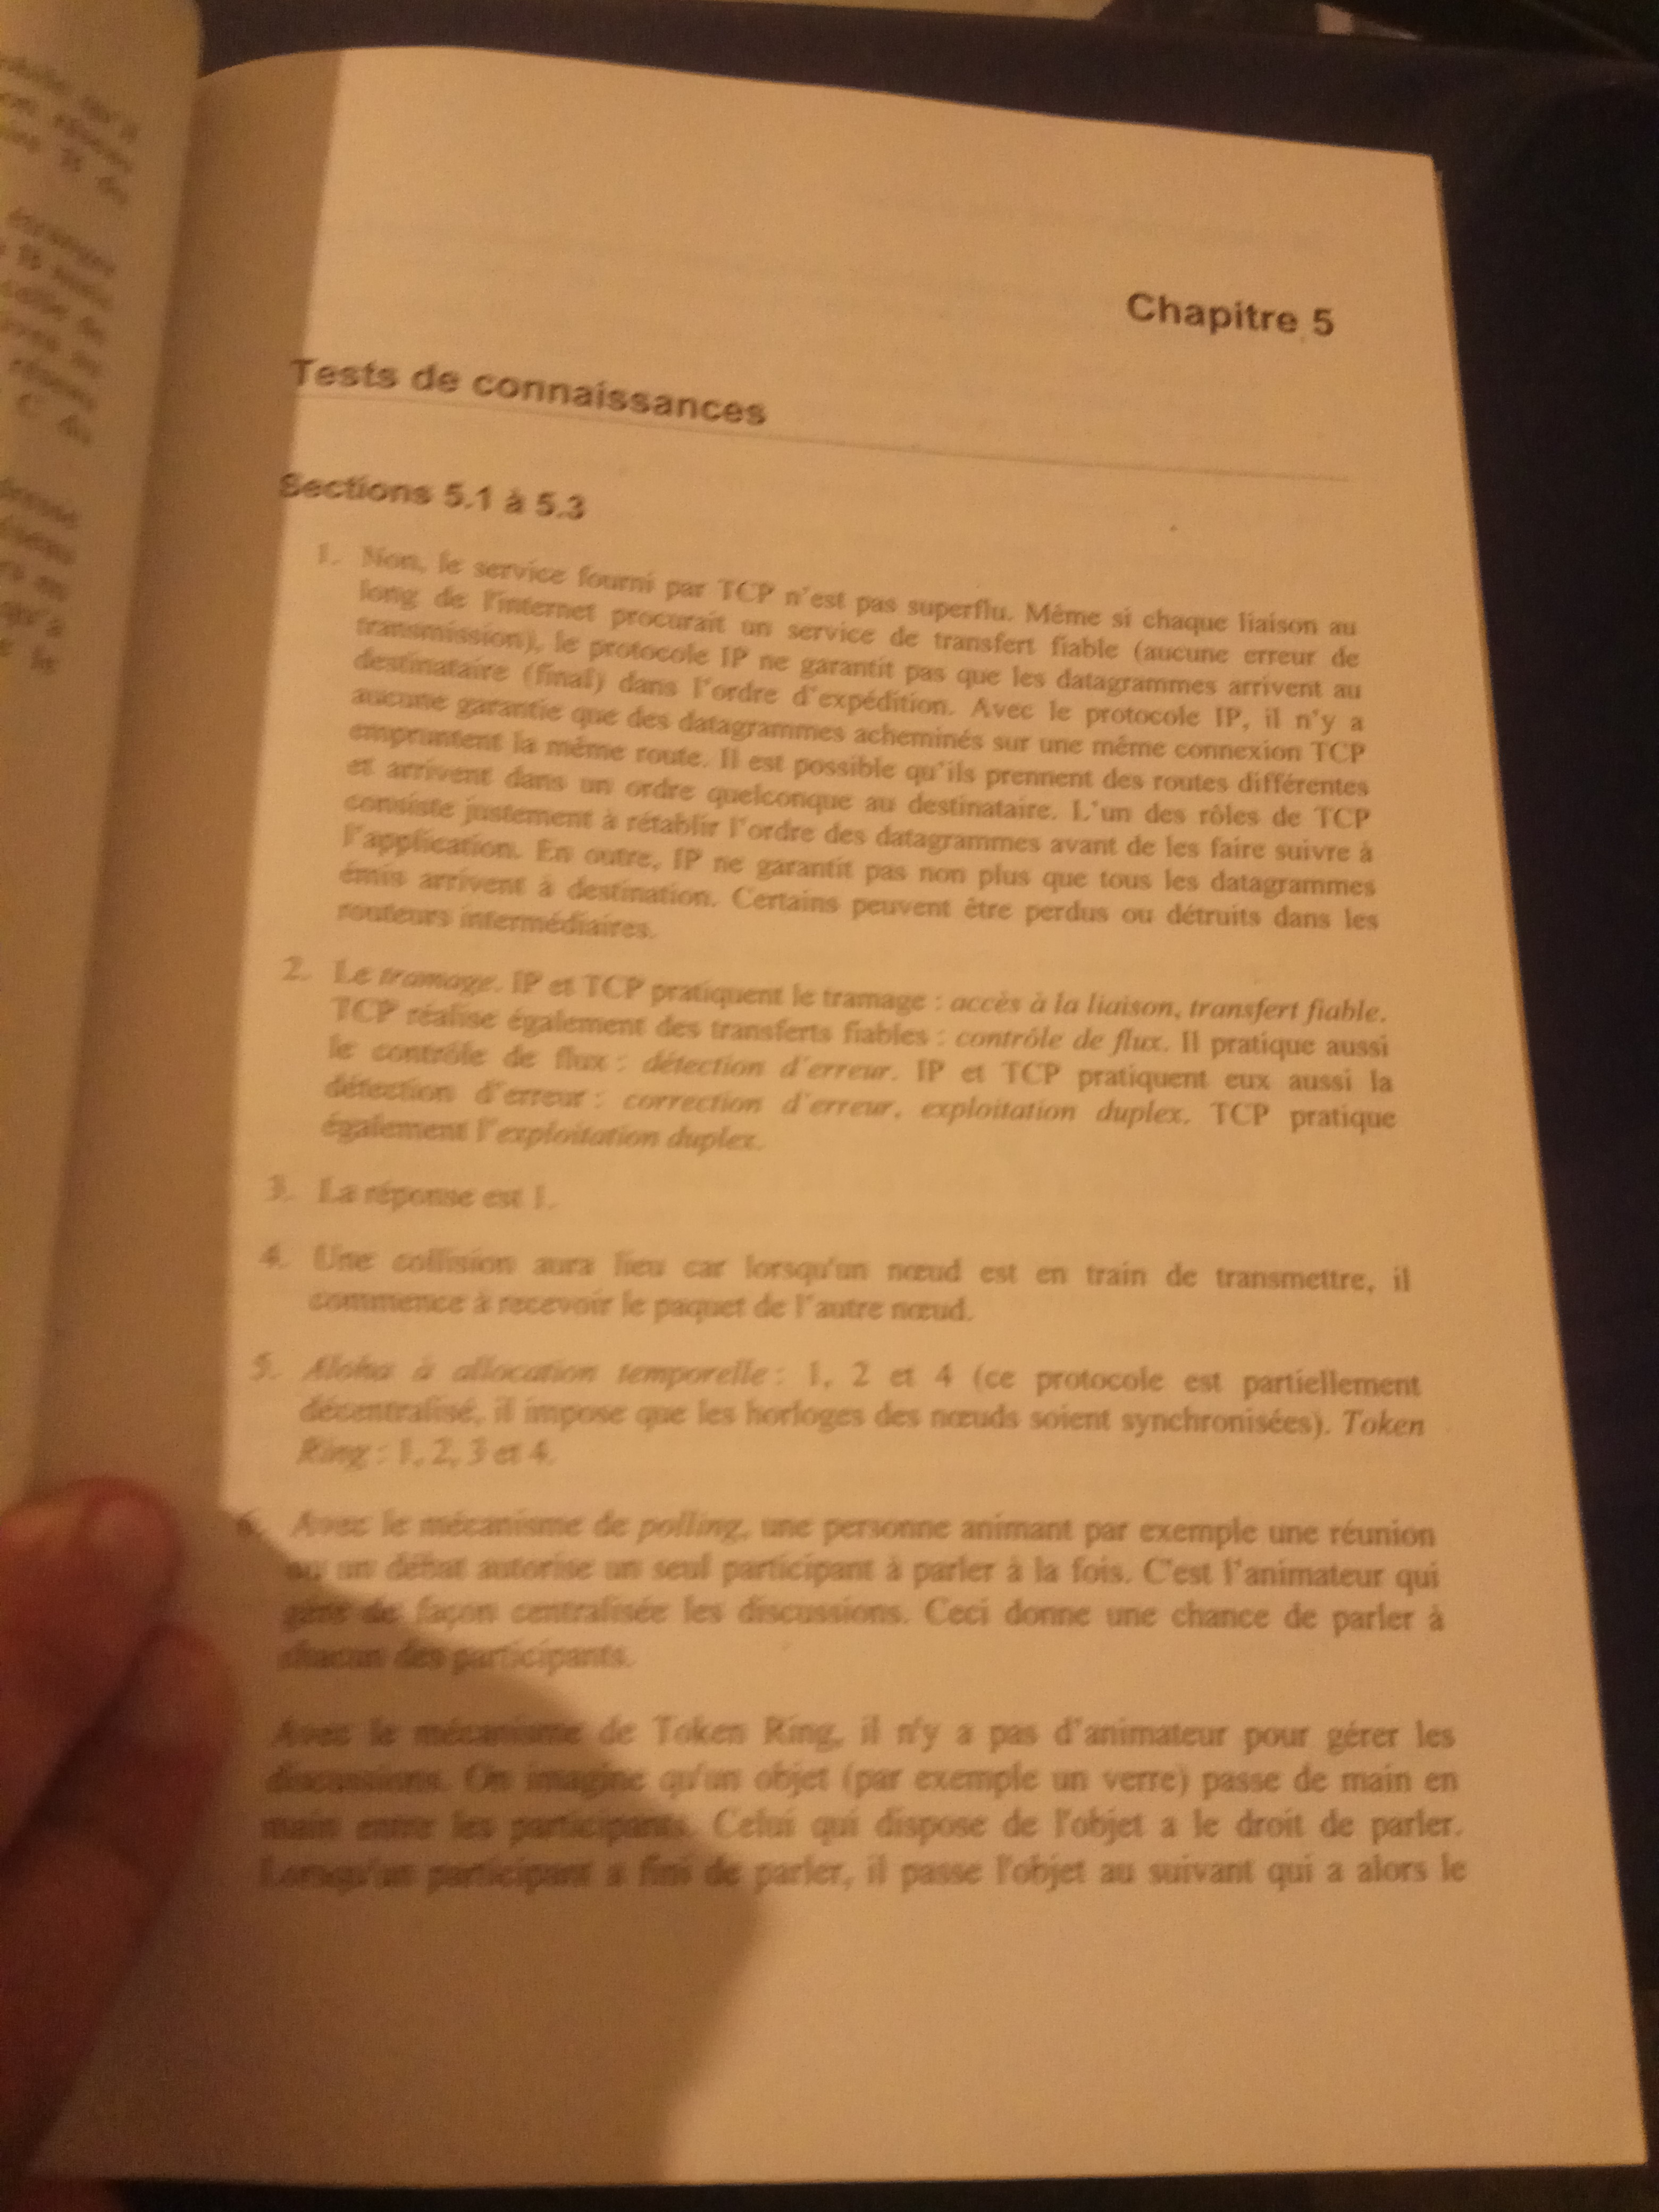 Chapitre 5
Tests de connaissances
Sections 5.1 à 5.3
1. Non, le service fourni par TCP n'est pas superflu. Même si chaque liaison au
long de l'internet procurait un service de transfert fiable (aucune erreur de
transmission), le protocole IP ne garantit pas que les datagrammes arrivent au
destinataire (final) dans l'ordre d'expédition. Avec le protocole IP, il n'y a
aucune garantie que des datagrammes acheminés sur une même connexion TCP
empruntent la même route. Il est possible qu'ils prennent des routes différentes
et arrivent dans un ordre quelconque au destinataire. L'un des rôles de TCP
consiste justement à rétablir l'ordre des datagrammes avant de les faire suivre à
l'application. En outre, IP ne garantit pas non plus que tous les datagrammes
émis arrivent à destination. Certains peuvent être perdus ou détruits dans les
routeurs intermédiaires.
2. Le tramage. IP et TCP pratiquent le tramage : accès à la liaison, transfert fiable.
TCP réalise également des transferts fiables : contrôle de flux. Il pratique aussi
le contrôle de flux : détection d'erreur. IP et TCP pratiquent eux aussi la
détection d'erreur : correction d'erreur, exploitation duplex. TCP pratique
également l'exploitation duplex.
3. La réponse est 1.
4. Une collision aura lieu car lorsqu'un nœud est en train de transmettre, il
commence à recevoir le paquet de l'autre nœud.
5. Aloha à allocation temporelle : 1, 2 et 4 (ce protocole est partiellement
décentralisé, il impose que les horloges des nœuds soient synchronisées). Token
Ring : 1, 2, 3 et 4.
6. Avec le mécanisme de polling, une personne animant par exemple une réunion
ou un débat autorise un seul participant à parler à la fois. C'est l'animateur qui
gère de façon centralisée les discussions. Ceci donne une chance de parler à
chacun des participants.
Avec le mécanisme de Token Ring, il n'y a pas d'animateur pour gérer les
discussions. On imagine qu'un objet (par exemple un verre) passe de main en
main entre les participants. Celui qui dispose de l'objet a le droit de parler.
Lorsqu'un participant a fini de parler, il passe l'objet au suivant qui a alors le